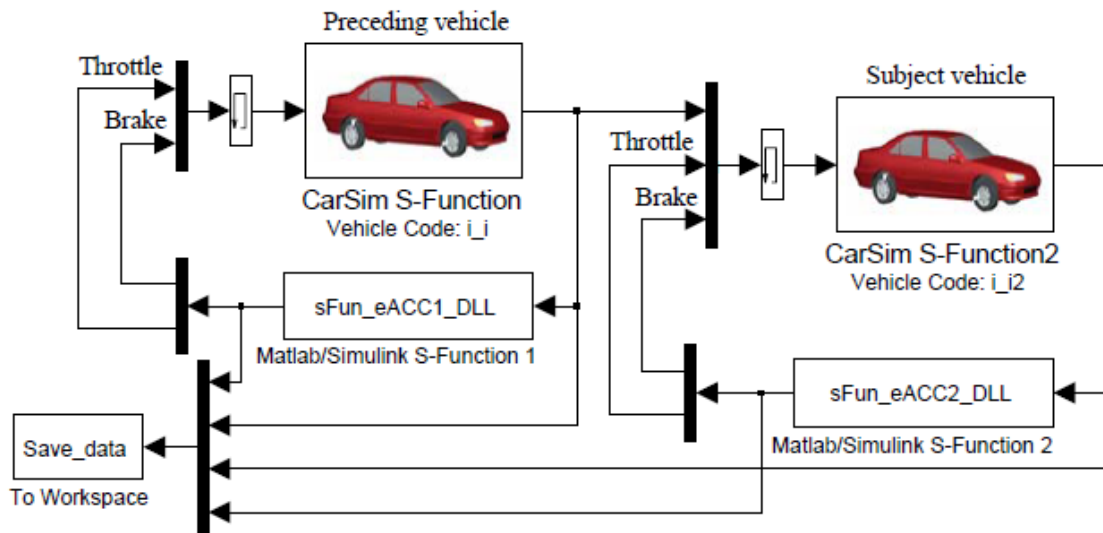 Preceding vehicle
Throttle
Brake
CarSim S-Function
Vehicle Code: i_i
Subject vehicle
Throttle
Brake
CarSim S-Function2
Vehicle Code: i_i2
sFun_eACC1_DLL
Matlab/Simulink S-Function 1
sFun_eACC2_DLL
Matlab/Simulink S-Function 2
Save_data
To Workspace